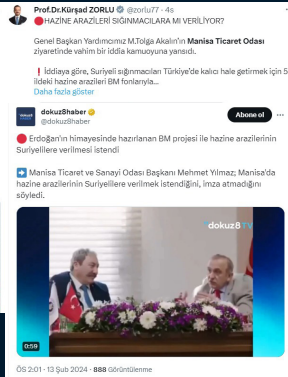 Prof.Dr.Kürşad ZORLU @zorlu77 · 4s
🔴HAZİNE ARAZİLERİ SIĞINMACILARA MI VERİLİYOR?
Genel Başkan Yardımcımız M.Tolga Akalın'ın Manisa Ticaret Odası
ziyaretinde vahim bir iddia kamuoyuna yansıdı.
❗ İddiaya göre, Suriyeli sığınmacıları Türkiye'de kalıcı hale getirmek için 5
ildeki hazine arazileri BM fonlarıyla...
Daha fazla göster
dokuz8haber
@dokuz8haber
Abone ol
🔴 Erdoğan'ın himayesinde hazırlanan BM projesi ile hazine arazilerinin
Suriyelilere verilmesi istendi
➡️ Manisa Ticaret ve Sanayi Odası Başkanı Mehmet Yılmaz; Manisa'da
hazine arazilerinin Suriyelilere verilmek istendiğini, imza atmadığını
söyledi.
dokuz8 TV
0:59
ÖS 2:01 · 13 Şub 2024 · 888 Görüntülenme